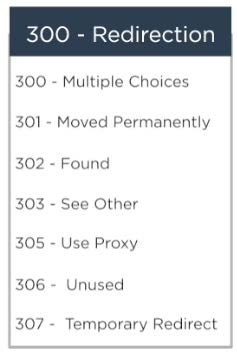 300 - Redirection
300 - Multiple Choices
301 - Moved Permanently
302 - Found
303 - See Other
305 - Use Proxy
306 - Unused
307 - Temporary Redirect